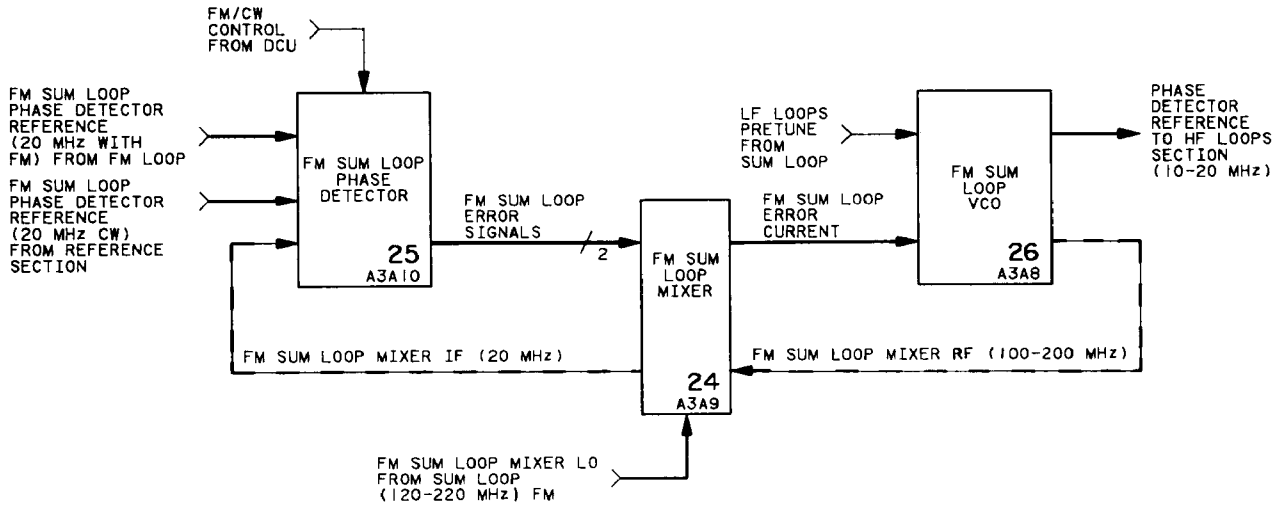 FM/CW
CONTROL
FROM DCU
FM SUM LOOP
PHASE DETECTOR
REFERENCE
(20 MHz WITH
FM) FROM FM LOOP
FM SUM LOOP
PHASE DETECTOR
REFERENCE
(20 MHz CW)
FROM REFERENCE
SECTION
FM SUM LOOP
PHASE
DETECTOR
25
A3A10
FM SUM LOOP
ERROR
SIGNALS
2
FM SUM
LOOP
MIXER
24
A3A9
FM SUM LOOP
ERROR
CURRENT
LF LOOPS
PRETUNE
FROM
SUM LOOP
FM SUM
LOOP
VCO
26
A3A8
PHASE
DETECTOR
REFERENCE
TO HF LOOPS
SECTION
(10-20 MHz)
FM SUM LOOP MIXER IF (20 MHz)
FM SUM LOOP MIXER RF (100-200 MHz)
FM SUM LOOP MIXER LO
FROM SUM LOOP
(120-220 MHz) FM